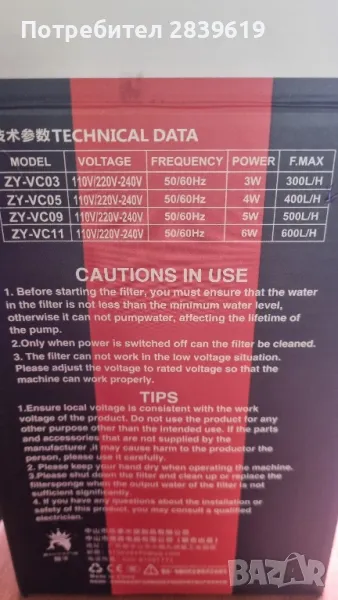 Потребител 2839619
技术参数TECHNICAL DATA
MODEL VOLTAGE FREQUENCY POWER F.MAX
ZY-VC03 110V/220V-240V 50/60Hz 3W 300L/H
ZY-VC05 110V/220V-240V 50/60Hz 4W 400L/H
ZY-VC09 110V/220V-240V 50/60Hz 5W 500L/H
ZY-VC11 110V/220V-240V 50/60Hz 6W 600L/H
CAUTIONS IN USE
1. Before starting the filter, you must ensure that the water
in the filter is not less than the minimum water level,
otherwise it can not pumpwater, affecting the lifetime of
the pump.
2.Only when power is switched off can the filter be cleaned.
3. The filter can not work in the low voltage situation.
Please adjust the voltage to rated voltage so that the
machine can work properly.
TIPS
1.Ensure local voltage is consistent with the work
voltage of the product. Do not use the product for any
other purpose other than the intended use. If the parts
and accessories that are not supplied by the
manufacturer ,it may cause harm to the productor the
person, please use it carefully.
2. Please keep your hand dry when operating the machine.
3. Please shut down the filter and clean up or replace the
filtersponge when the output water of the filter is not
sufficient significantly.
4. If you have any questions about the installation or
safety of this product, you may consult a qualified
electrician.
BAZAR